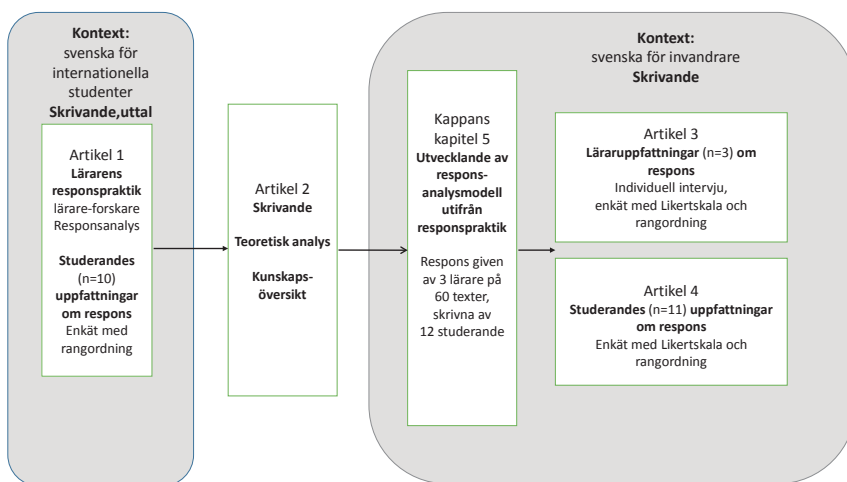 Kontext:
svenska för
internationella
studenter
Skrivande,uttal
Artikel 1
Lärarens
responspraktik
lärare-forskare
Responsanalys
Studerandes
(n=10)
uppfattningar
om respons
Enkät med
rangordning
Artikel 2
Skrivande
Teoretisk analys
Kunskaps-
översikt
Kontext:
svenska för invandrare
Skrivande
Kappans
kapitel 5
Utvecklande av
respons-
analysmodell
utifrån
responspraktik
Respons given
av 3 lärare på
60 texter,
skrivna av
12 studerande
Artikel 3
Läraruppfattningar (n=3) om
respons
Individuell intervju,
enkät med Likertskala och
rangordning
Artikel 4
Studerandes (n=11) uppfattningar
om respons
Enkät med Likertskala och
rangordning